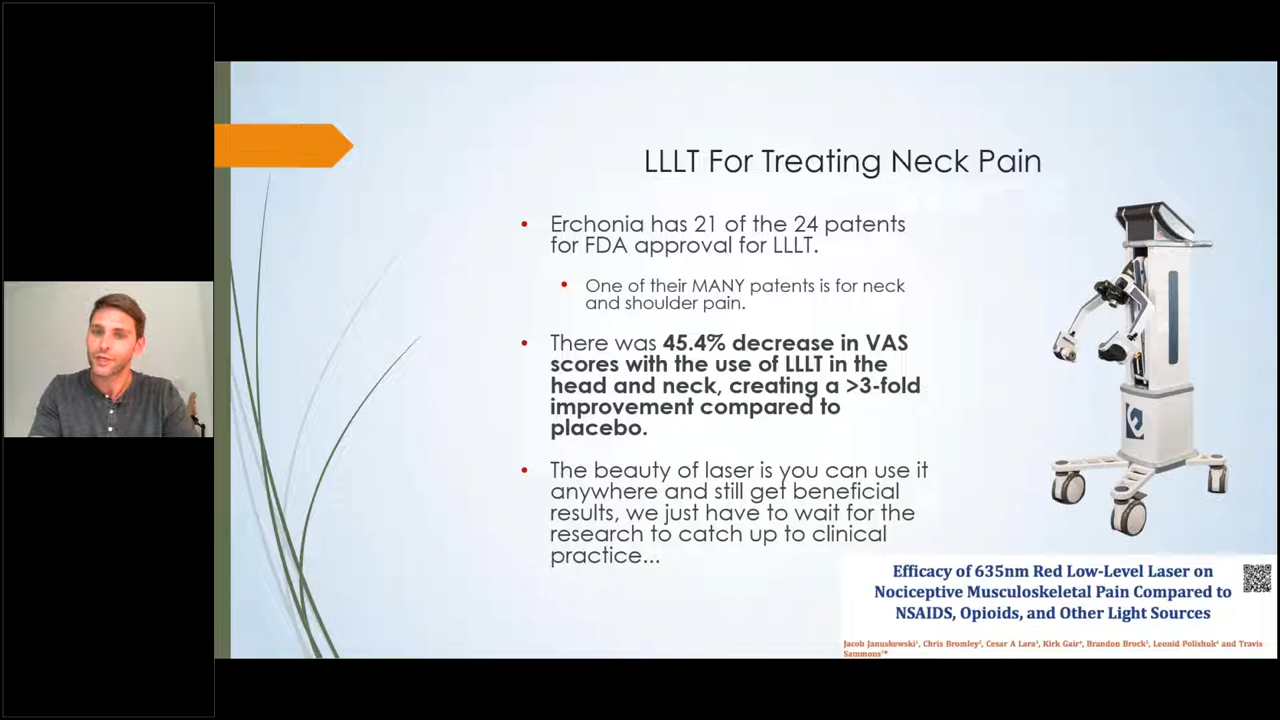 LLLT For Treating Neck Pain
• Erchonia has 21 of the 24 patents
for FDA approval for LLLT.
• One of their MANY patents is for neck
and shoulder pain.
• There was 45.4% decrease in VAS
scores with the use of LLLT in the
head and neck, creating a >3-fold
improvement compared to
placebo.
• The beauty of laser is you can use it
anywhere and still get beneficial
results, we just have to wait for the
research to catch up to clinical
practice...
Efficacy of 635nm Red Low-Level Laser on
Nociceptive Musculoskeletal Pain Compared to
NSAIDS, Opioids, and Other Light Sources
Jacob Januskewski¹, Chris Bromley², Cesar A Lara³, Kirk Gair⁴, Brandon Brock⁵, Leonid Polishuk⁶ and Travis
Sammons⁷*